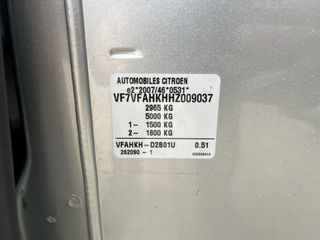 AUTOMOBILES CITROEN
e2*2007/46*0531*
VF7VFAHKHHZ009037
2965 KG
5000 KG
1- 1500 KG
2- 1800 KG
VFAHKH-D2B01U 0.51
262090 - 1